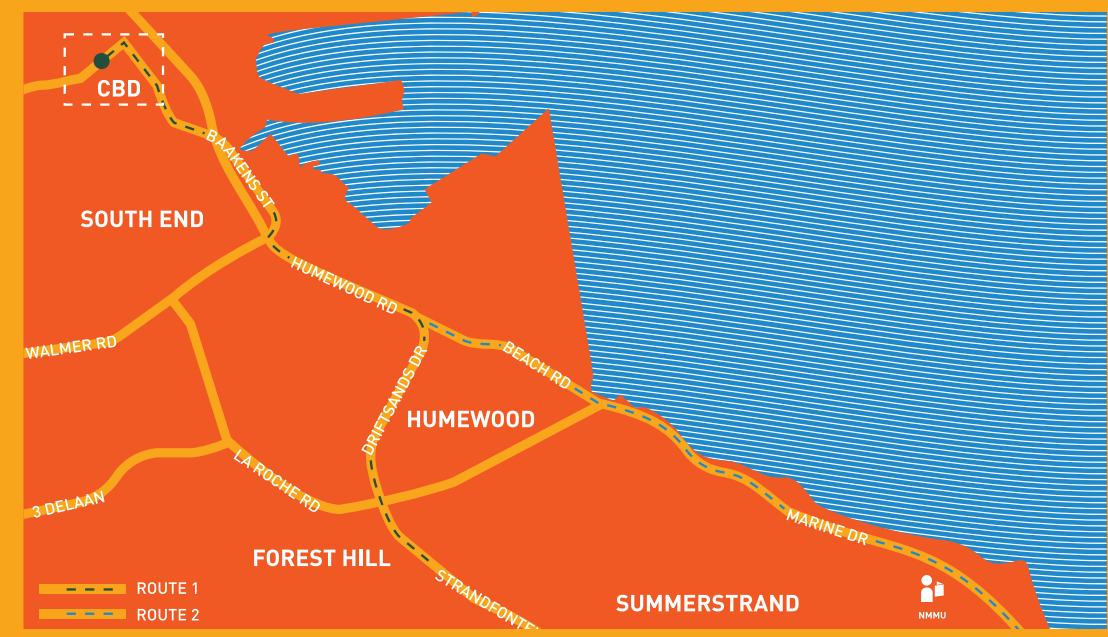 CBD
BAAKENS ST
SOUTH END
HUMEWOOD RD
WALMER RD
BEACH RD
DRIFTSANDS DR
HUMEWOOD
LA ROCHE RD
3 DELAAN
MARINE DR
FOREST HILL
STRANDFONTE
SUMMERSTRAND
NMMU
ROUTE 1
ROUTE 2